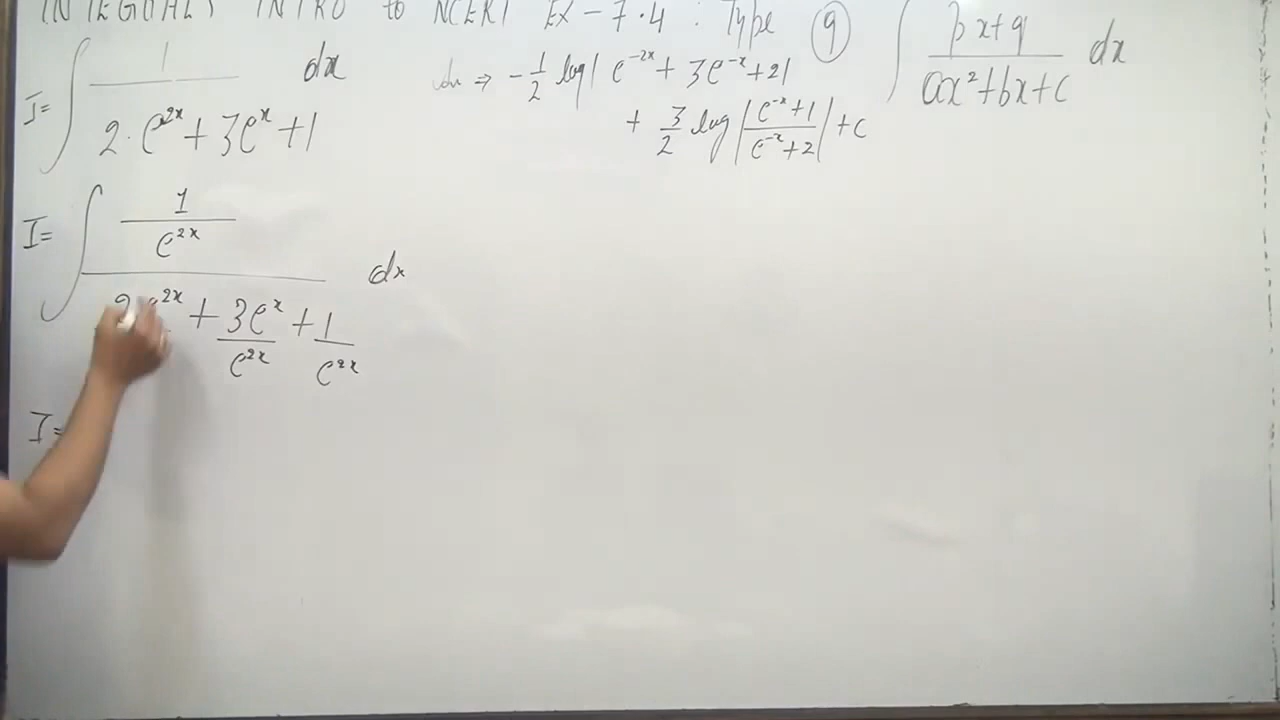 INTEGRALS INTRO to NCERT EX-7.4 : Type 9 ∫ px+q / ax²+bx+c dx
I= ∫ 1 / 2·e^2x + 3e^x + 1 dx
dx ⇒ -1/2 log| e^-2x + 3e^-x + 2|
+ 3/2 log| e^-x+1 / e^-x+2 | + c
I= ∫ 1/e^2x / 2 e^2x + 3e^x/e^2x + 1/e^2x dx
I=